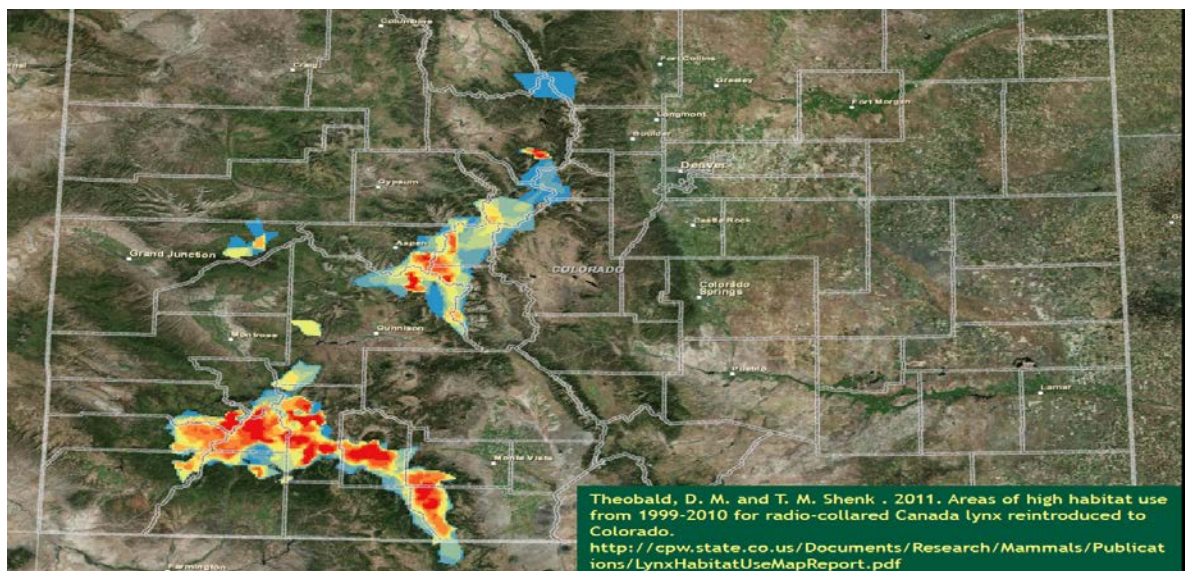 Craig
Fort Collins
Greeley
Fort Morgan
Longmont
Boulder
Denver
Gypsum
Castle Rock
Aspen
Grand Junction
COLORADO
Colorado
Springs
Montrose
Gunnison
Pueblo
Lamar
Monte Vista
Theobald, D. M. and T. M. Shenk . 2011. Areas of high habitat use
from 1999-2010 for radio-collared Canada lynx reintroduced to
Colorado.
http://cpw.state.co.us/Documents/Research/Mammals/Publicat
ions/LynxHabitatUseMapReport.pdf
Farmington